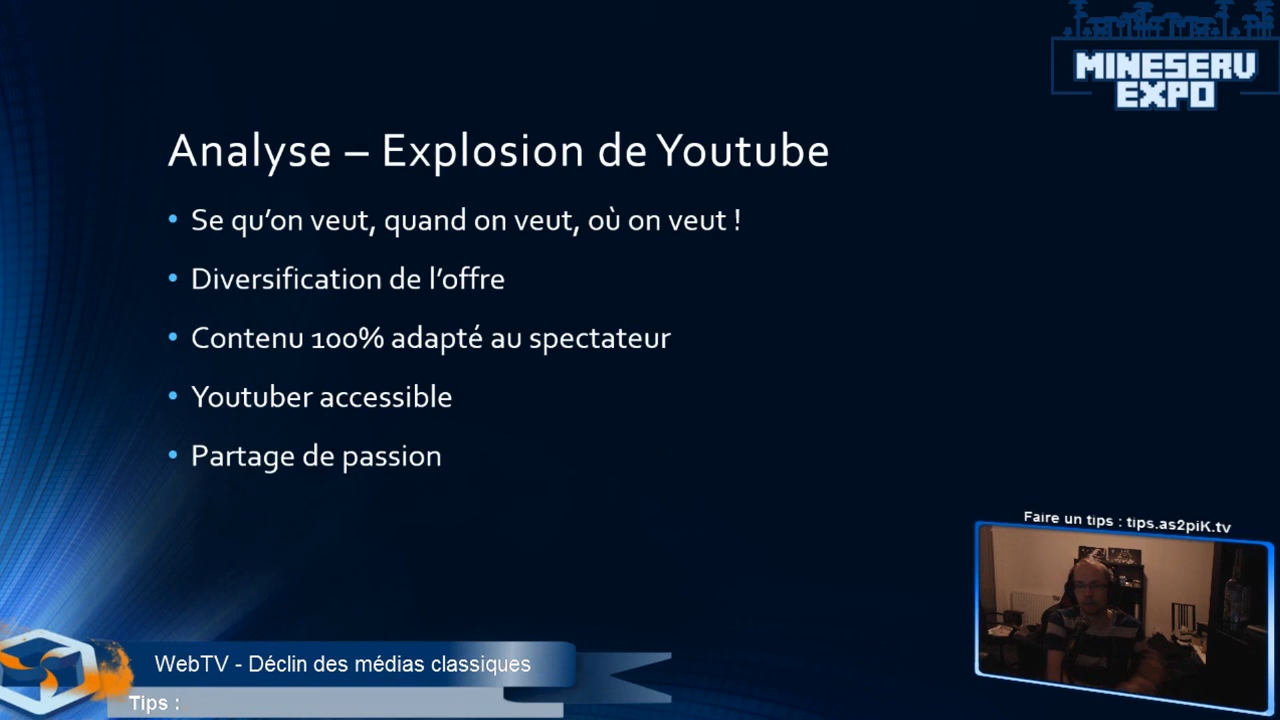 MINESERV
EXPO
Analyse – Explosion de Youtube
• Se qu’on veut, quand on veut, où on veut !
• Diversification de l’offre
• Contenu 100% adapté au spectateur
• Youtuber accessible
• Partage de passion
Faire un tips : tips.as2piK.tv
WebTV - Déclin des médias classiques
Tips :